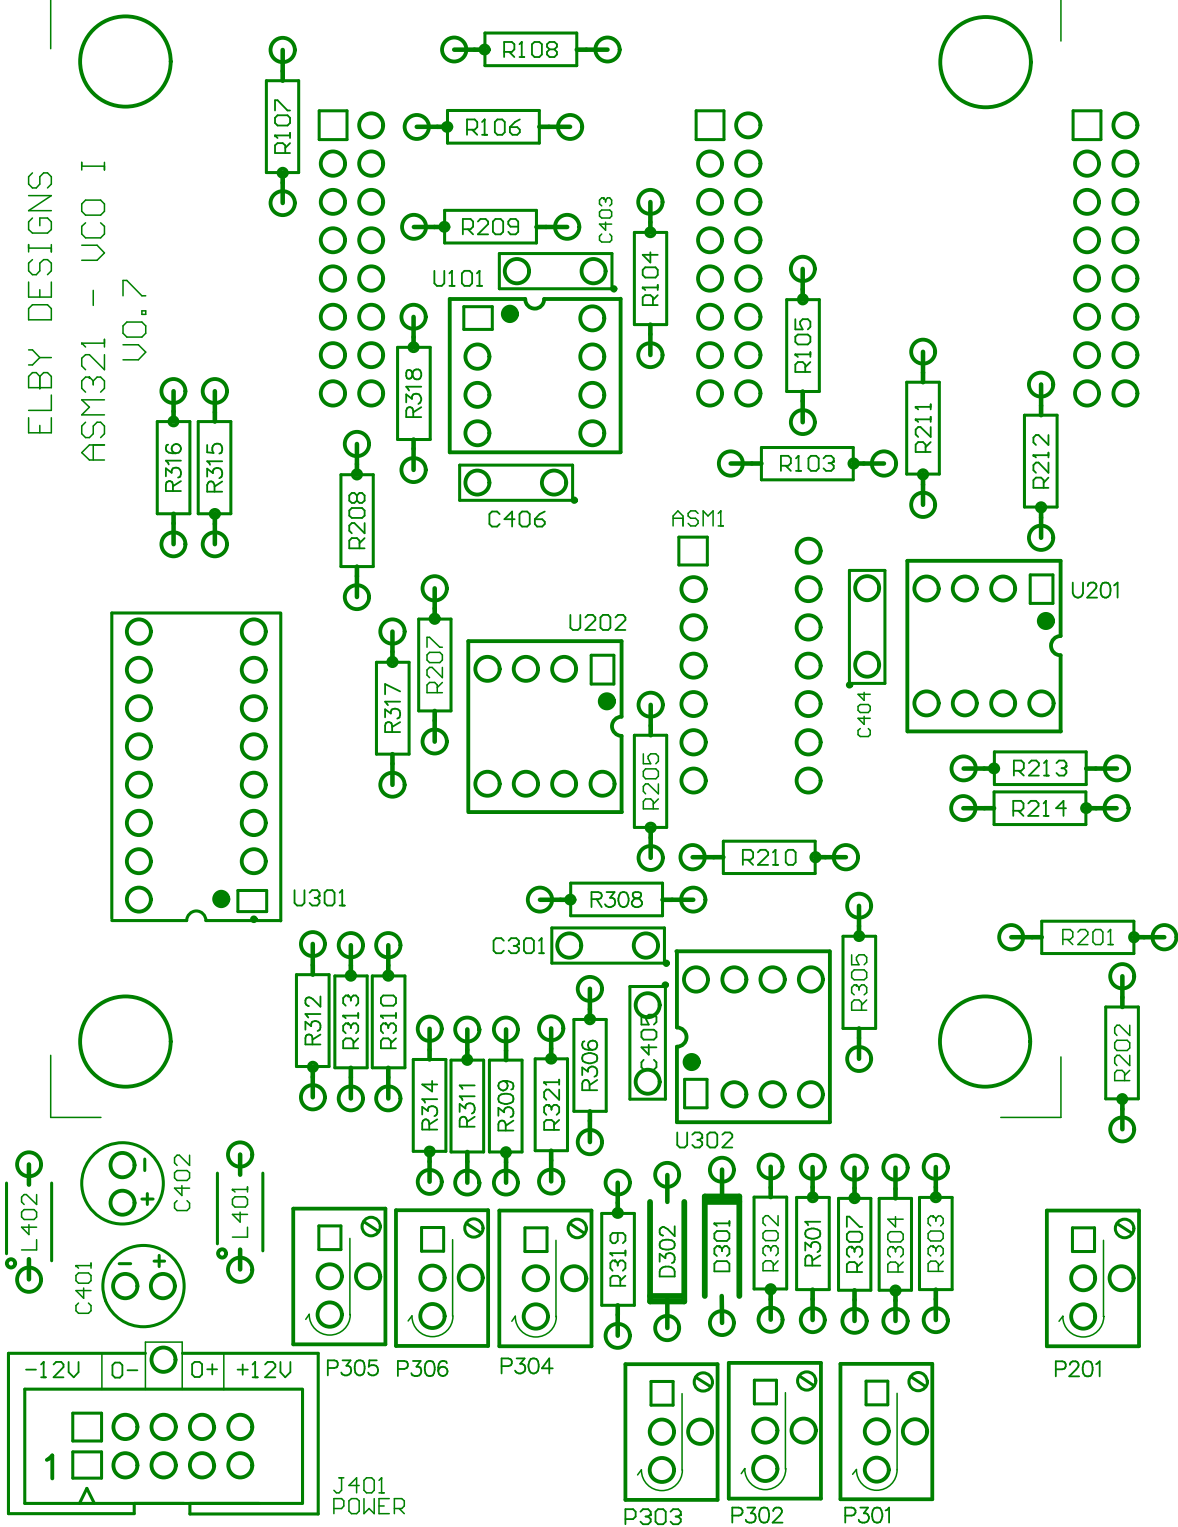 ELBY DESIGNS
ASM321 - VCO I
V0.7
R108
R107
R106
R209
C403
U101
R104
R105
R318
R316
R315
R103
R211
R212
R208
C406
ASM1
U202
U201
R207
R317
R205
C404
R213
R214
R210
U301
R308
C301
R305
R201
R312
R313
R310
R306
C405
R202
R314
R311
R309
R321
U302
C402
L402
L401
+
-
R319
D302
D301
R302
R301
R307
R304
R303
C401
-
+
P305
P306
P304
P201
-12V
0-
0+
+12V
1
J401
POWER
P303
P302
P301